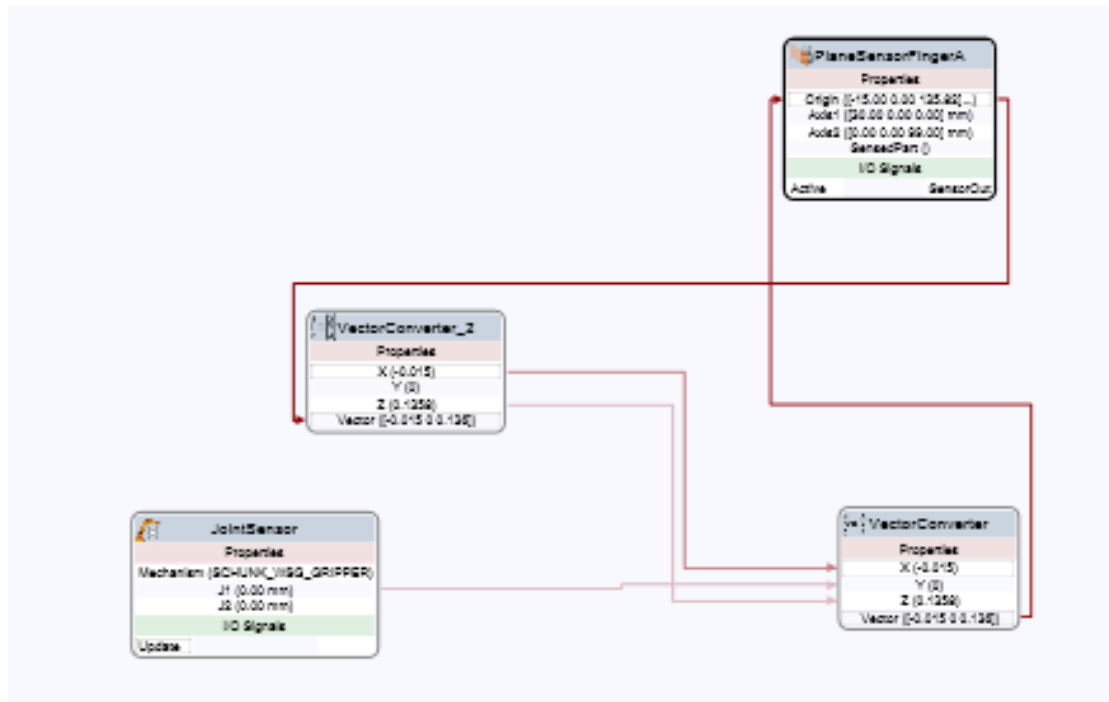 PlaneSensorFingerA
Properties
Origin ([-15.00 0.00 135.92]...)
Axis1 ([30.00 0.00 0.00] mm)
Axis2 ([0.00 0.00 99.00] mm)
SensedPart ()
I/O Signals
Active SensorOut
VectorConverter_2
Properties
X (-0.015)
Y (0)
Z (0.1359)
Vector ([-0.015 0 0.136])
JointSensor
Properties
Mechanism (SCHUNK_WSG_GRIPPER)
J1 (0.00 mm)
J2 (0.00 mm)
I/O Signals
Update
VectorConverter
Properties
X (-0.015)
Y (0)
Z (0.1359)
Vector ([-0.015 0 0.136])